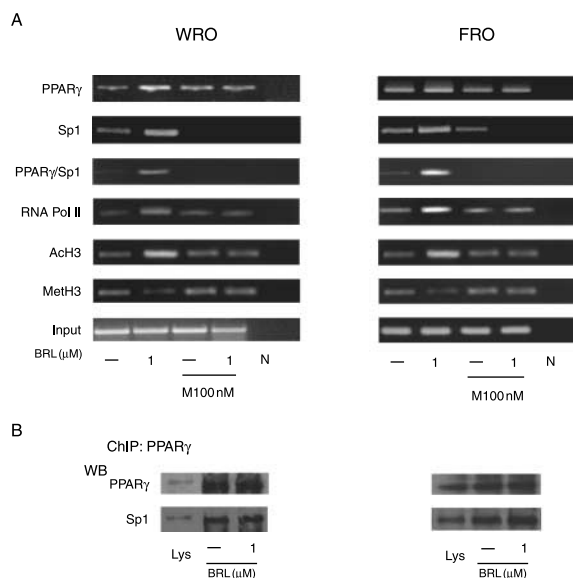 A
WRO FRO
PPARγ
Sp1
PPARγ/Sp1
RNA Pol II
AcH3
MetH3
Input
BRL (μM) — 1 — 1 N — 1 — 1 N
M100 nM M100 nM
B
ChIP: PPARγ
WB
PPARγ
Sp1
Lys — 1 Lys — 1
BRL (μM) BRL (μM)